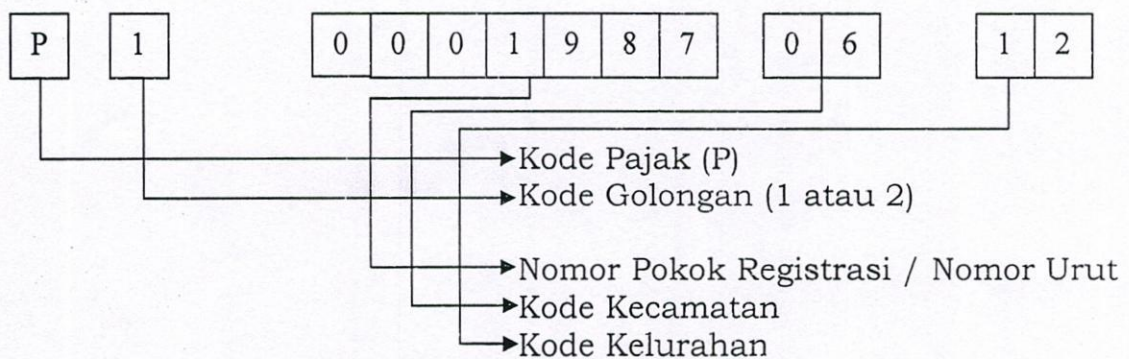 P 1 0 0 0 1 9 8 7 0 6 1 2
Kode Pajak (P)
Kode Golongan (1 atau 2)
Nomor Pokok Registrasi / Nomor Urut
Kode Kecamatan
Kode Kelurahan